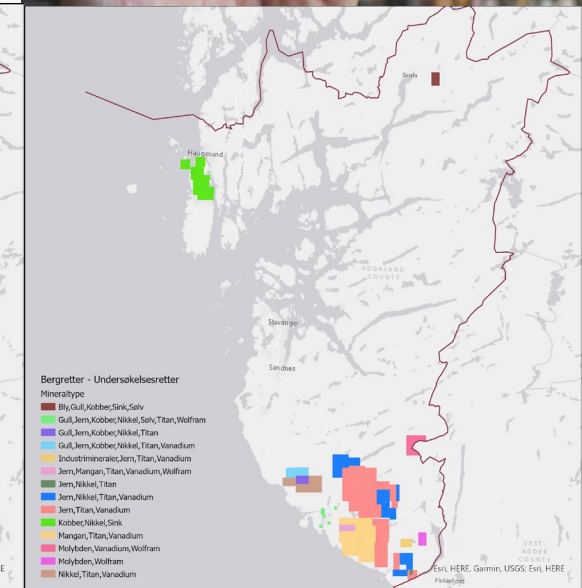 Sauda
Haugesund
ROGALAND
COUNTY
Stavanger
Sandnes
Bergretter - Undersøkelsesretter
Mineraltype
Bly,Gull,Kobber,Sink,Sølv
Gull,Jern,Kobber,Nikkel,Sølv,Titan,Wolfram
Gull,Jern,Kobber,Nikkel,Titan
Gull,Jern,Kobber,Nikkel,Titan,Vanadium
Industrimineraler,Jern,Titan,Vanadium
Jern,Mangan,Titan,Vanadium,Wolfram
Jern,Nikkel,Titan
Jern,Nikkel,Titan,Vanadium
Jern,Titan,Vanadium
Kobber,Nikkel,Sink
Mangan,Titan,Vanadium
Molybden,Vanadium,Wolfram
Molybden,Wolfram
Nikkel,Titan,Vanadium
VEST-
AGDER
COUNTY
E
Esri, HERE, Garmin, USGS; Esri, HERE
Flekkefjord